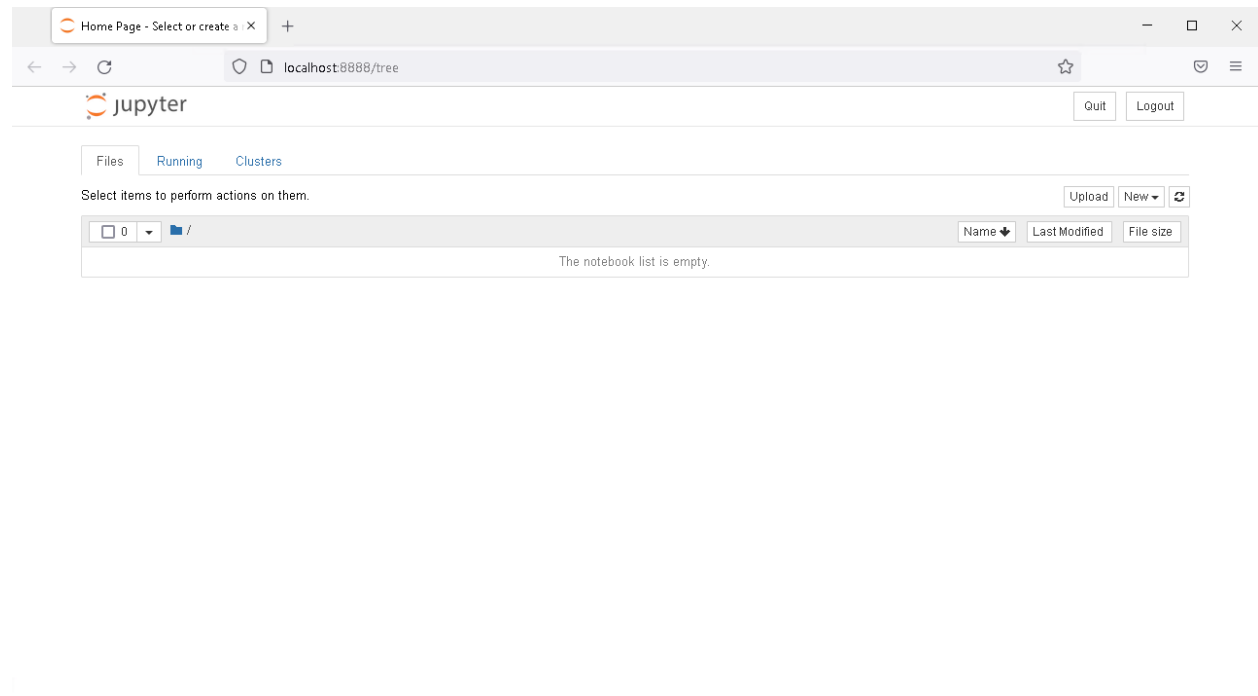 Home Page - Select or create a
localhost:8888/tree
jupyter
Quit Logout
Files Running Clusters
Select items to perform actions on them.
Upload New
0 / Name Last Modified File size
The notebook list is empty.